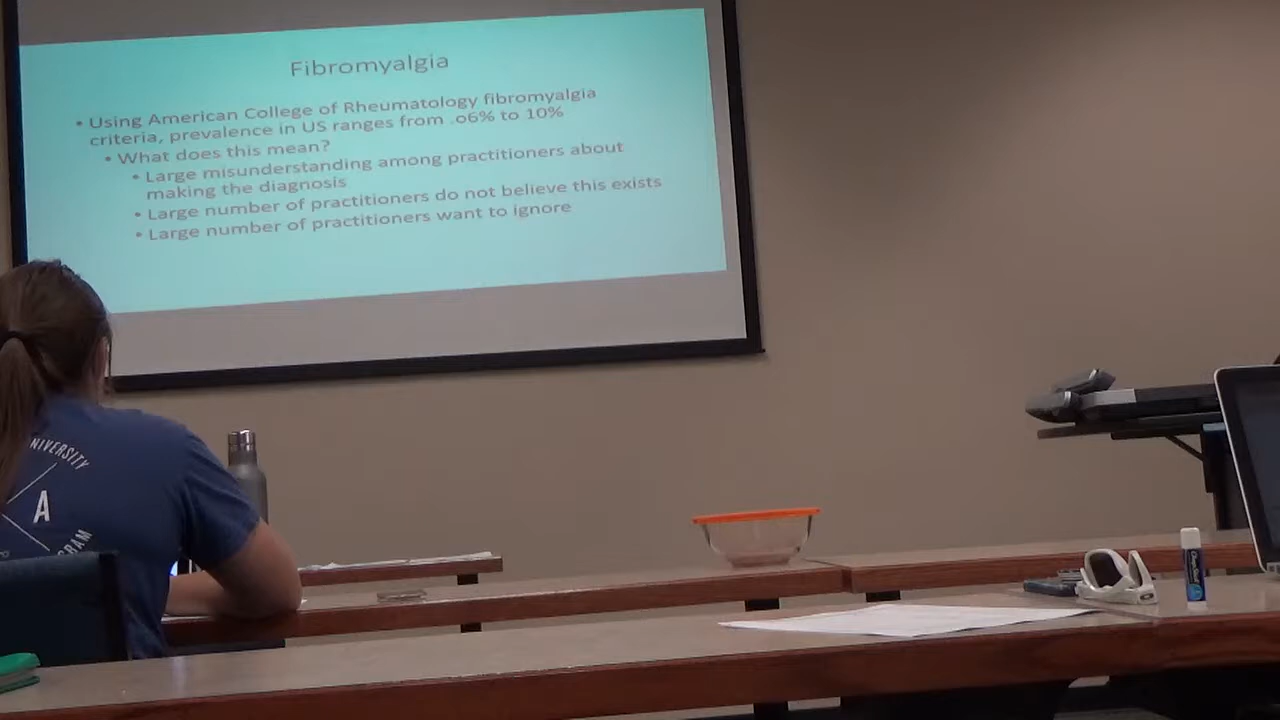 Fibromyalgia
• Using American College of Rheumatology fibromyalgia
criteria, prevalence in US ranges from .06% to 10%
• What does this mean?
• Large misunderstanding among practitioners about
making the diagnosis
• Large number of practitioners do not believe this exists
• Large number of practitioners want to ignore
NIVERSITY
A
GRAM